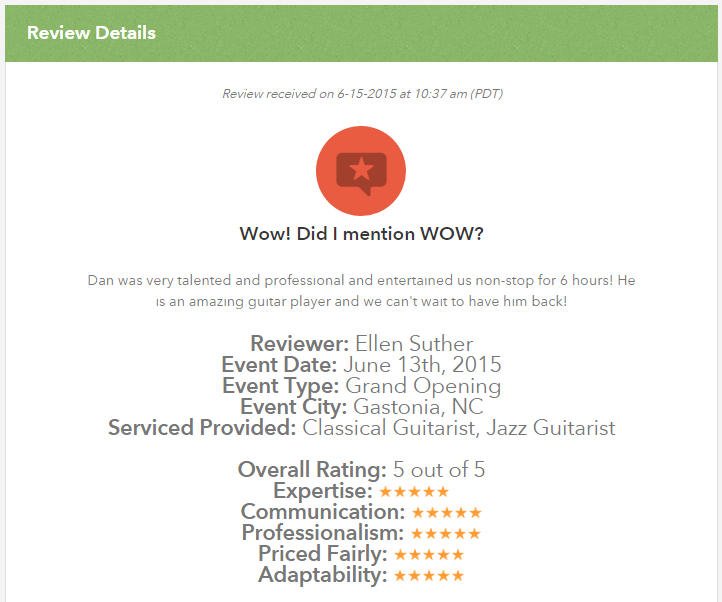 Review Details
Review received on 6-15-2015 at 10:37 am (PDT)
Wow! Did I mention WOW?
Dan was very talented and professional and entertained us non-stop for 6 hours! He
is an amazing guitar player and we can't wait to have him back!
Reviewer: Ellen Suther
Event Date: June 13th, 2015
Event Type: Grand Opening
Event City: Gastonia, NC
Serviced Provided: Classical Guitarist, Jazz Guitarist
Overall Rating: 5 out of 5
Expertise: ★★★★★
Communication: ★★★★★
Professionalism: ★★★★★
Priced Fairly: ★★★★★
Adaptability: ★★★★★